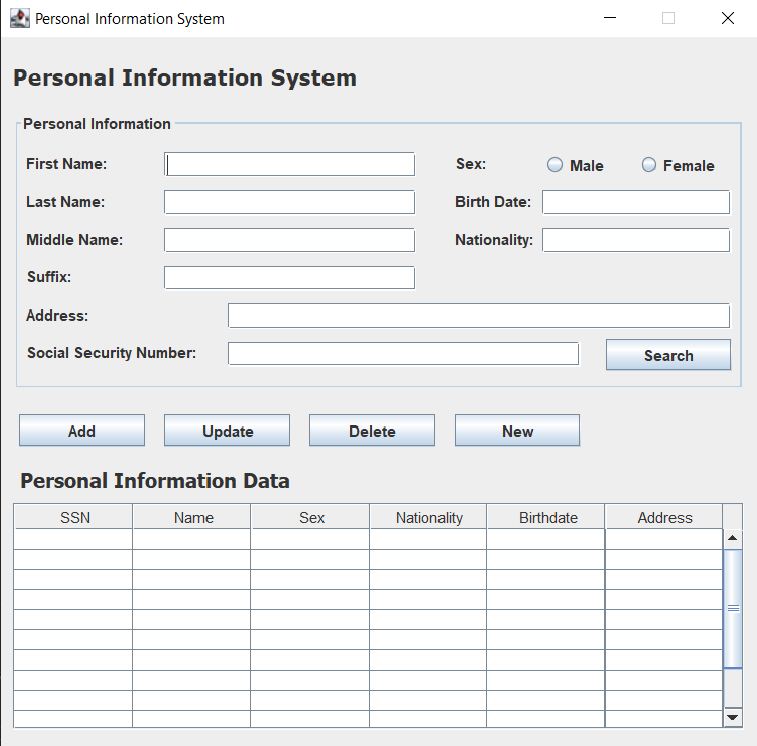 Personal Information System
Personal Information System
Personal Information
First Name:
Sex: Male Female
Last Name:
Birth Date:
Middle Name:
Nationality:
Suffix:
Address:
Social Security Number:
Search
Add Update Delete New
Personal Information Data
SSN Name Sex Nationality Birthdate Address